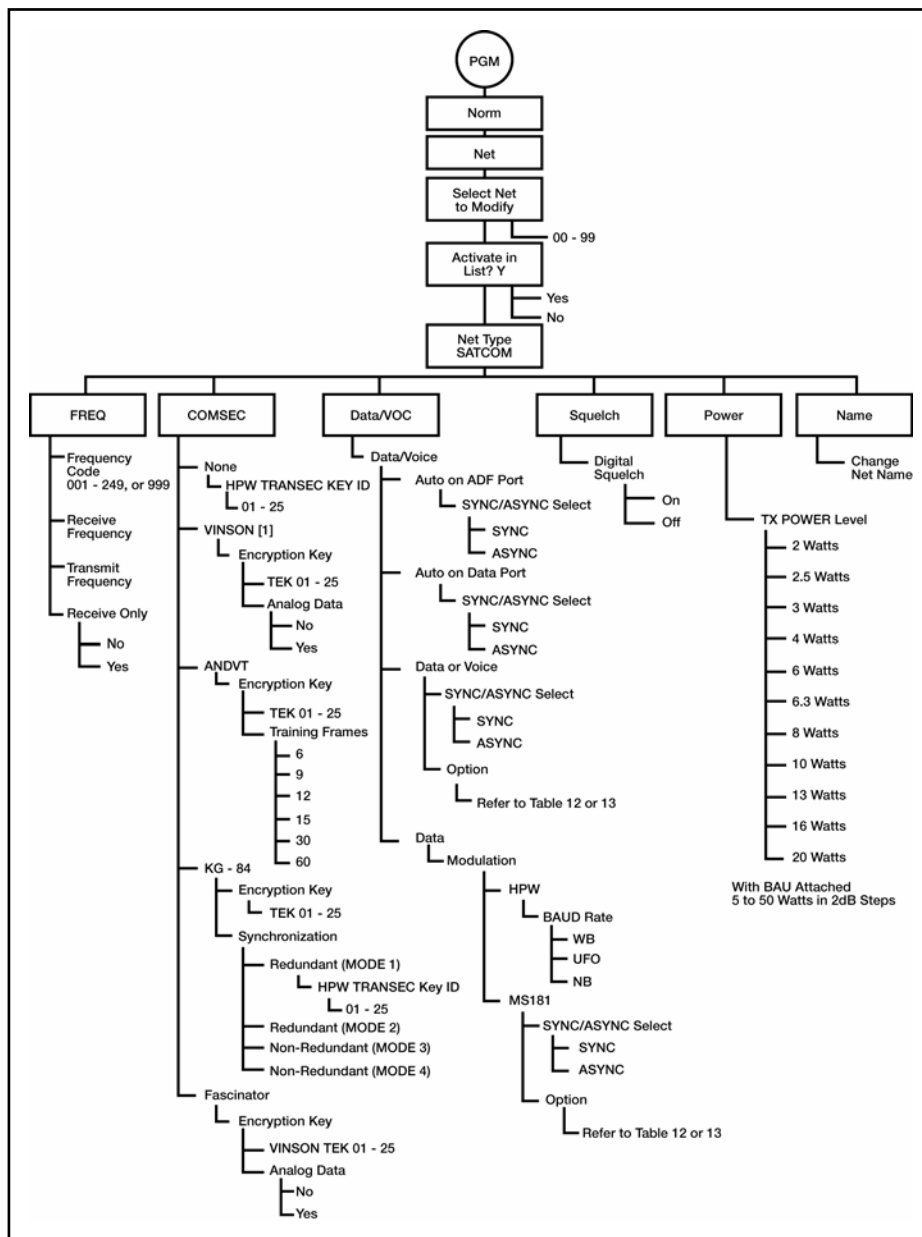 PGM
Norm
Net
Select Net
to Modify
00 - 99
Activate in
List? Y
Yes
No
Net Type
SATCOM
FREQ
Frequency
Code
001 - 249, or 999
Receive
Frequency
Transmit
Frequency
Receive Only
No
Yes
COMSEC
None
HPW TRANSEC KEY ID
01 - 25
VINSON [1]
Encryption Key
TEK 01 - 25
Analog Data
No
Yes
ANDVT
Encryption Key
TEK 01 - 25
Training Frames
6
9
12
15
30
60
KG - 84
Encryption Key
TEK 01 - 25
Synchronization
Redundant (MODE 1)
HPW TRANSEC Key ID
01 - 25
Redundant (MODE 2)
Non-Redundant (MODE 3)
Non-Redundant (MODE 4)
Fascinator
Encryption Key
VINSON TEK 01 - 25
Analog Data
No
Yes
Data/VOC
Data/Voice
Auto on ADF Port
SYNC/ASYNC Select
SYNC
ASYNC
Auto on Data Port
SYNC/ASYNC Select
SYNC
ASYNC
Data or Voice
SYNC/ASYNC Select
SYNC
ASYNC
Option
Refer to Table 12 or 13
Data
Modulation
HPW
BAUD Rate
WB
UFO
NB
MS181
SYNC/ASYNC Select
SYNC
ASYNC
Option
Refer to Table 12 or 13
Squelch
Digital
Squelch
On
Off
Power
TX POWER Level
2 Watts
2.5 Watts
3 Watts
4 Watts
6 Watts
6.3 Watts
8 Watts
10 Watts
13 Watts
16 Watts
20 Watts
With BAU Attached
5 to 50 Watts in 2dB Steps
Name
Change
Net Name